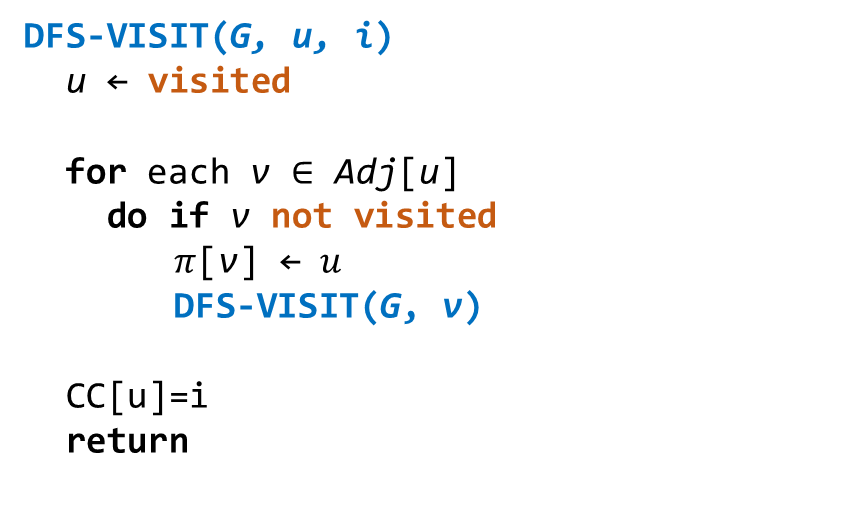 DFS-VISIT(G, u, i)
u ← visited
for each v ∈ Adj[u]
do if v not visited
π[v] ← u
DFS-VISIT(G, v)
CC[u]=i
return